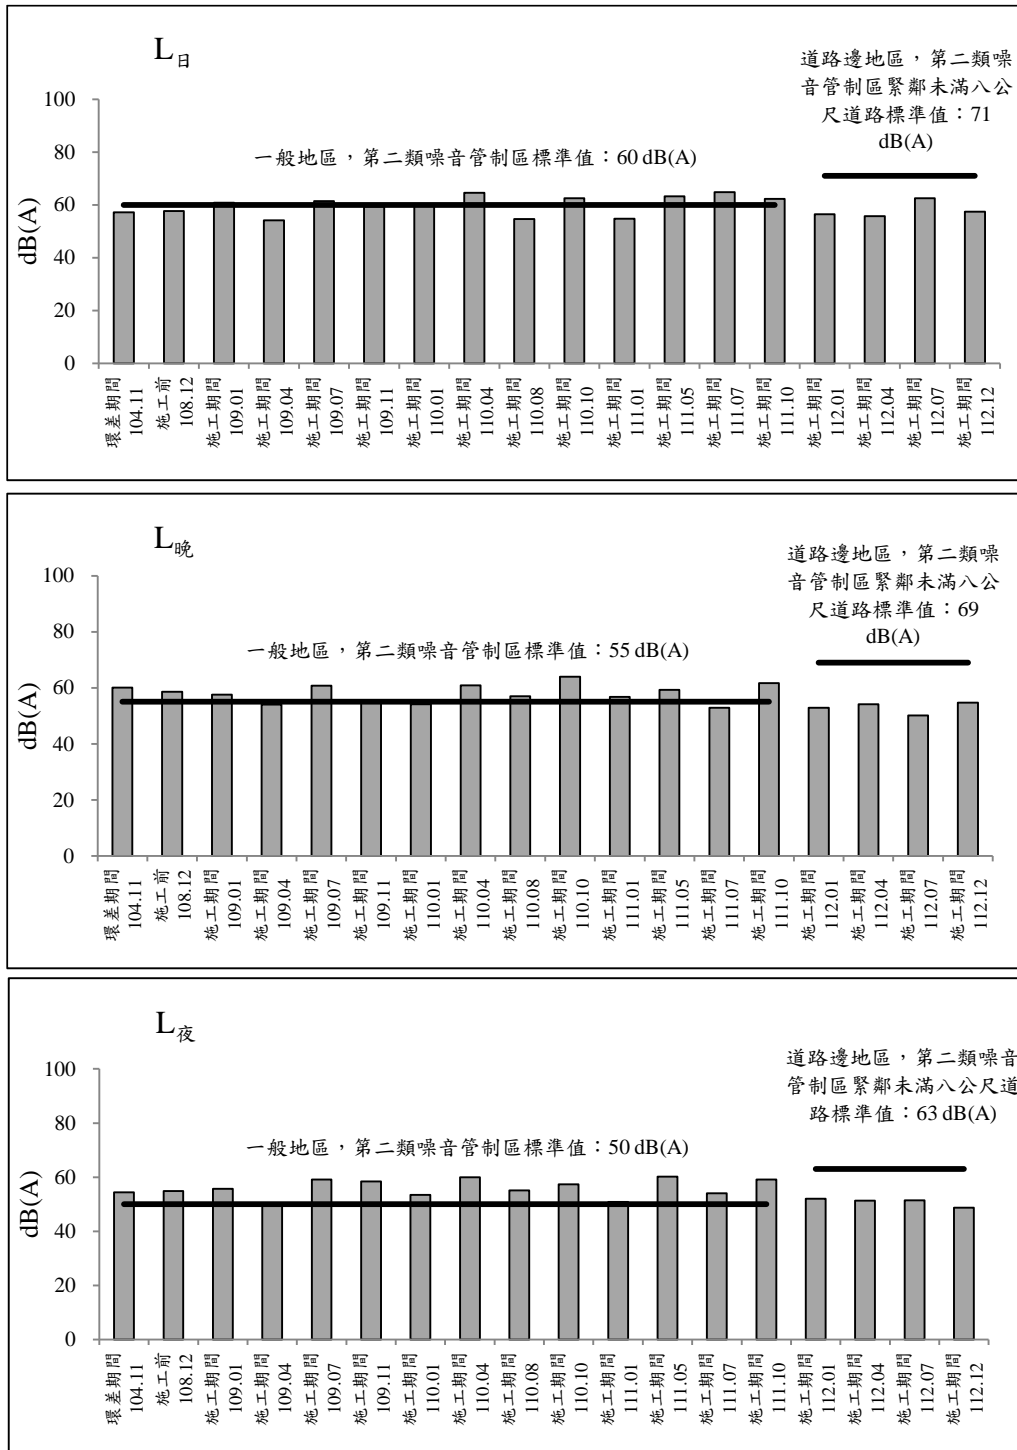 L日
道路邊地區，第二類噪
音管制區緊鄰未滿八公
尺道路標準值：71
dB(A)
一般地區，第二類噪音管制區標準值：60 dB(A)
dB(A)
100
80
60
40
20
0
環差期間 104.11
施工前 108.12
施工期間 109.01
施工期間 109.04
施工期間 109.07
施工期間 109.11
施工期間 110.01
施工期間 110.04
施工期間 110.08
施工期間 110.10
施工期間 111.01
施工期間 111.05
施工期間 111.07
施工期間 111.10
施工期間 112.01
施工期間 112.04
施工期間 112.07
施工期間 112.12
L晚
道路邊地區，第二類噪
音管制區緊鄰未滿八公
尺道路標準值：69
dB(A)
一般地區，第二類噪音管制區標準值：55 dB(A)
dB(A)
100
80
60
40
20
0
環差期間 104.11
施工前 108.12
施工期間 109.01
施工期間 109.04
施工期間 109.07
施工期間 109.11
施工期間 110.01
施工期間 110.04
施工期間 110.08
施工期間 110.10
施工期間 111.01
施工期間 111.05
施工期間 111.07
施工期間 111.10
施工期間 112.01
施工期間 112.04
施工期間 112.07
施工期間 112.12
L夜
道路邊地區，第二類噪音
管制區緊鄰未滿八公尺道
路標準值：63 dB(A)
一般地區，第二類噪音管制區標準值：50 dB(A)
dB(A)
100
80
60
40
20
0
環差期間 104.11
施工前 108.12
施工期間 109.01
施工期間 109.04
施工期間 109.07
施工期間 109.11
施工期間 110.01
施工期間 110.04
施工期間 110.08
施工期間 110.10
施工期間 111.01
施工期間 111.05
施工期間 111.07
施工期間 111.10
施工期間 112.01
施工期間 112.04
施工期間 112.07
施工期間 112.12